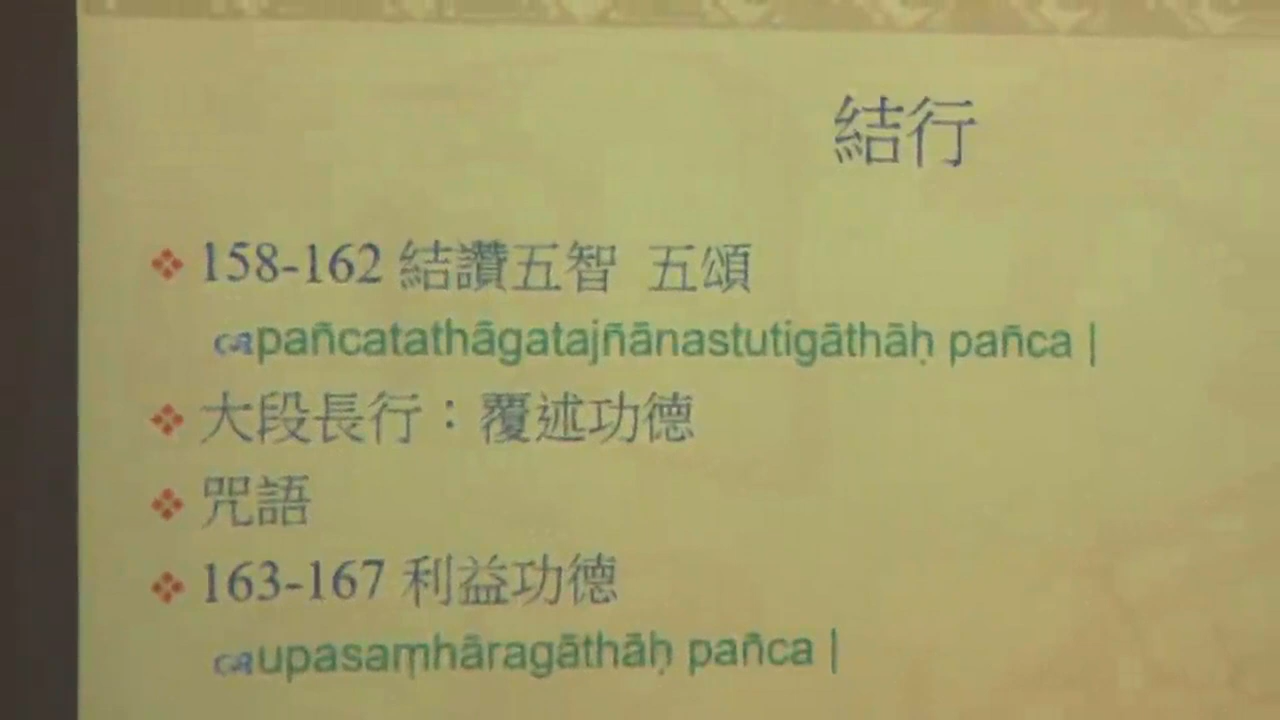 結行
158-162 結讚五智 五頌
pañcatathāgatajñānastutigāthāḥ pañca |
大段長行：覆述功德
咒語
163-167 利益功德
upasaṃhāragāthāḥ pañca |